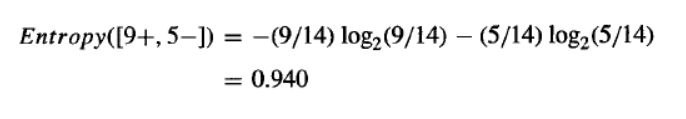 Entropy([9+, 5−]) = −(9/14) log₂(9/14) − (5/14) log₂(5/14)
= 0.940